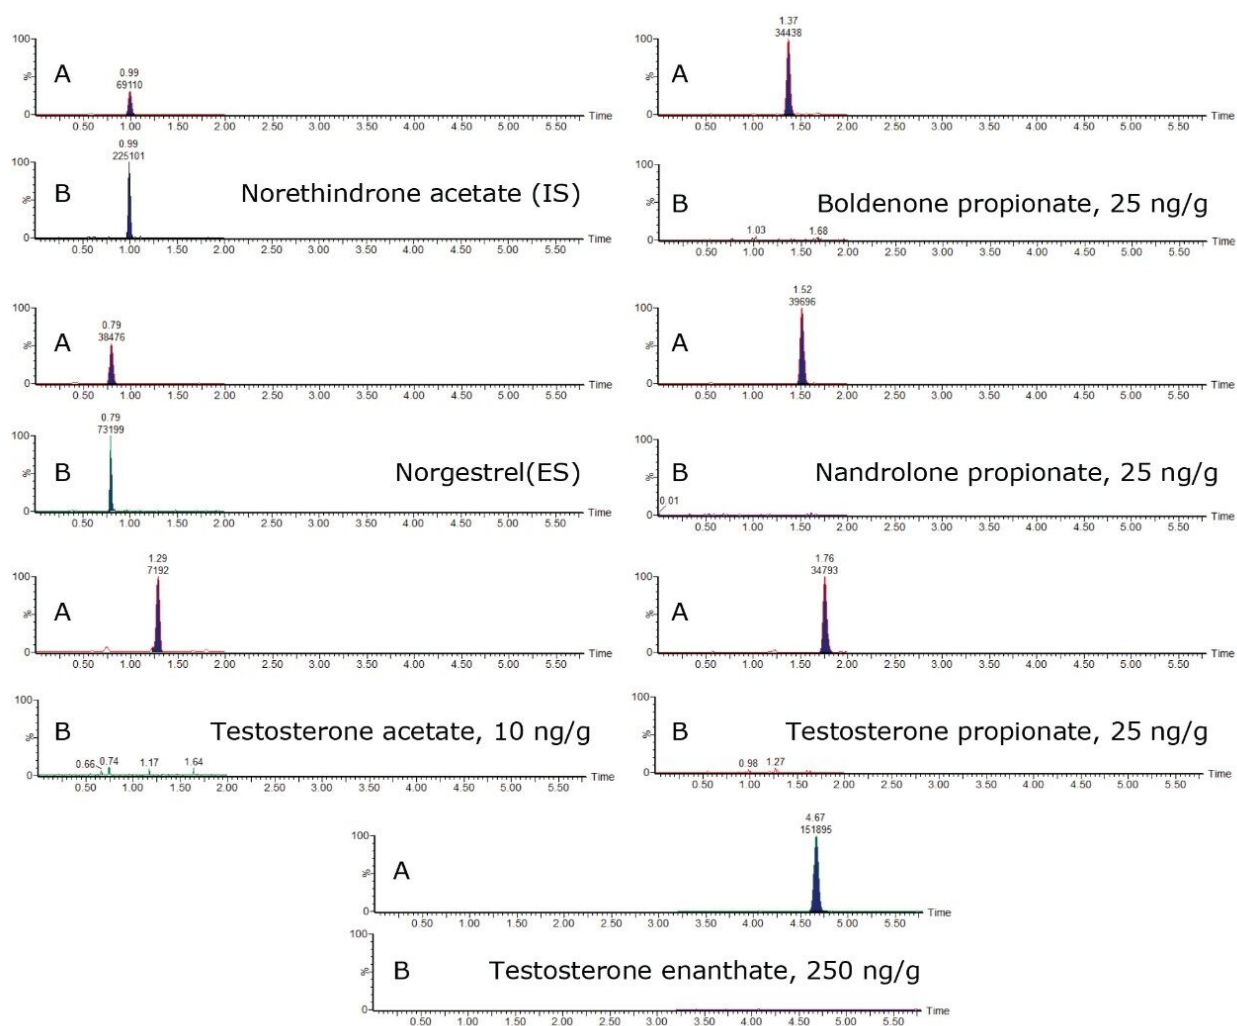 1.37
34438
100
%
0
A
0.99
69110
0.50 1.00 1.50 2.00 2.50 3.00 3.50 4.00 4.50 5.00 5.50 Time
100
%
0
A
0.50 1.00 1.50 2.00 2.50 3.00 3.50 4.00 4.50 5.00 5.50 Time
0.99
225101
100
%
0
B
Norethindrone acetate (IS)
0.50 1.00 1.50 2.00 2.50 3.00 3.50 4.00 4.50 5.00 5.50 Time
100
%
0
B
Boldenone propionate, 25 ng/g
1.03 1.68
0.50 1.00 1.50 2.00 2.50 3.00 3.50 4.00 4.50 5.00 5.50 Time
100
%
0
A
0.79
38476
0.50 1.00 1.50 2.00 2.50 3.00 3.50 4.00 4.50 5.00 5.50 Time
1.52
39696
100
%
0
A
0.50 1.00 1.50 2.00 2.50 3.00 3.50 4.00 4.50 5.00 5.50 Time
0.79
73199
100
%
0
B
Norgestrel(ES)
0.50 1.00 1.50 2.00 2.50 3.00 3.50 4.00 4.50 5.00 5.50 Time
100
%
0
B
Nandrolone propionate, 25 ng/g
0.01
0.50 1.00 1.50 2.00 2.50 3.00 3.50 4.00 4.50 5.00 5.50 Time
1.29
7192
100
%
0
A
0.50 1.00 1.50 2.00 2.50 3.00 3.50 4.00 4.50 5.00 5.50 Time
1.76
34793
100
%
0
A
0.50 1.00 1.50 2.00 2.50 3.00 3.50 4.00 4.50 5.00 5.50 Time
100
%
0
B
Testosterone acetate, 10 ng/g
0.66 0.74 1.17 1.64
0.50 1.00 1.50 2.00 2.50 3.00 3.50 4.00 4.50 5.00 5.50 Time
100
%
0
B
Testosterone propionate, 25 ng/g
0.98 1.27
0.50 1.00 1.50 2.00 2.50 3.00 3.50 4.00 4.50 5.00 5.50 Time
4.67
151895
100
%
0
A
0.50 1.00 1.50 2.00 2.50 3.00 3.50 4.00 4.50 5.00 5.50 Time
100
%
0
B
Testosterone enanthate, 250 ng/g
0.50 1.00 1.50 2.00 2.50 3.00 3.50 4.00 4.50 5.00 5.50 Time